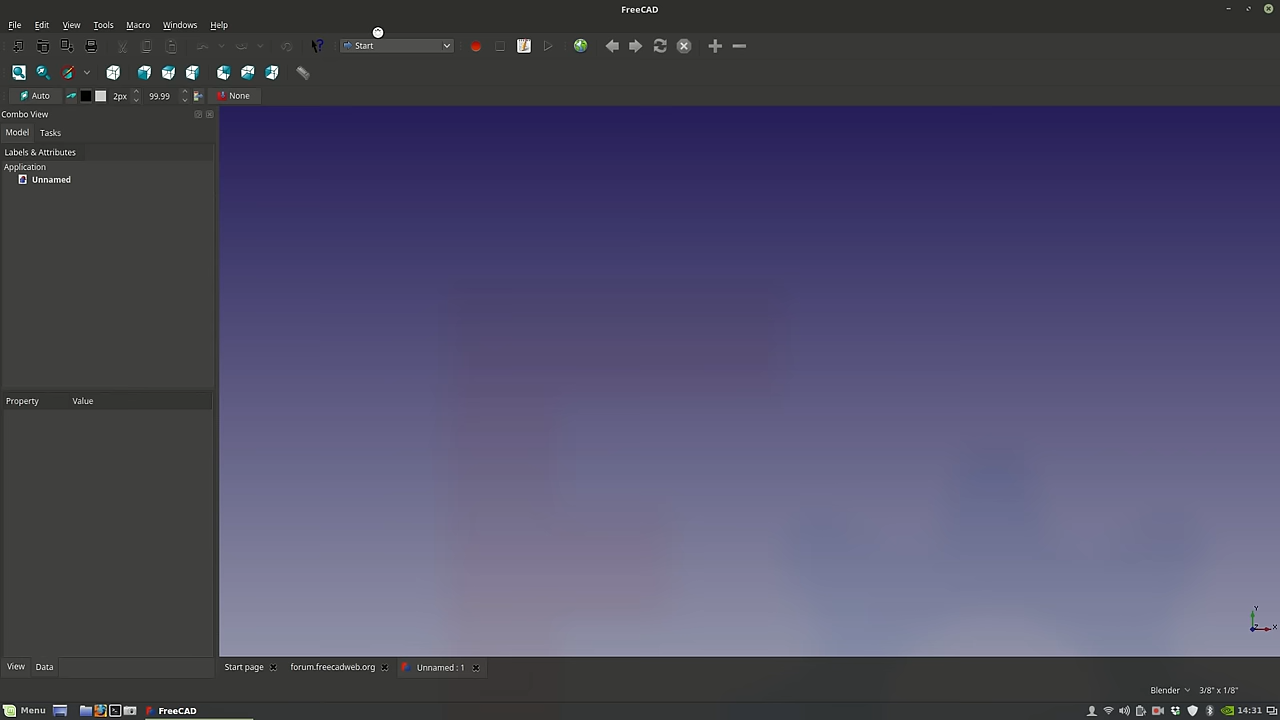 FreeCAD
File Edit View Tools Macro Windows Help
Start
Auto 2px 99.99 None
Combo View
Model Tasks
Labels & Attributes
Application
Unnamed
Property Value
Y
X
View Data Start page forum.freecadweb.org Unnamed : 1
Blender 3/8" x 1/8"
Menu FreeCAD 14:31